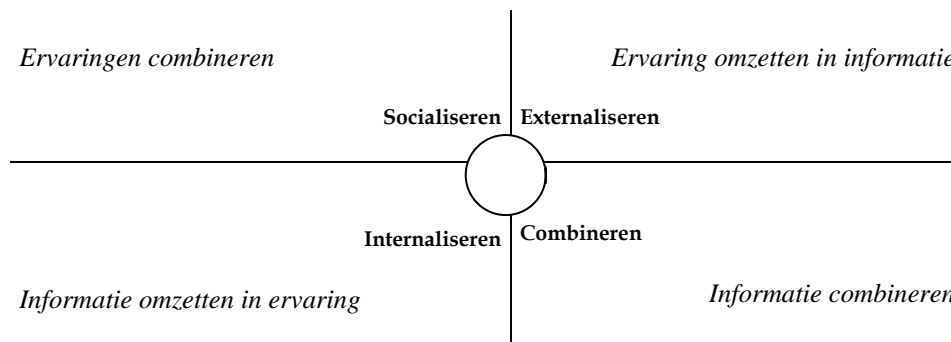 Ervaringen combineren
Ervaring omzetten in informatie
Socialiseren
Externaliseren
Internaliseren
Combineren
Informatie omzetten in ervaring
Informatie combineren